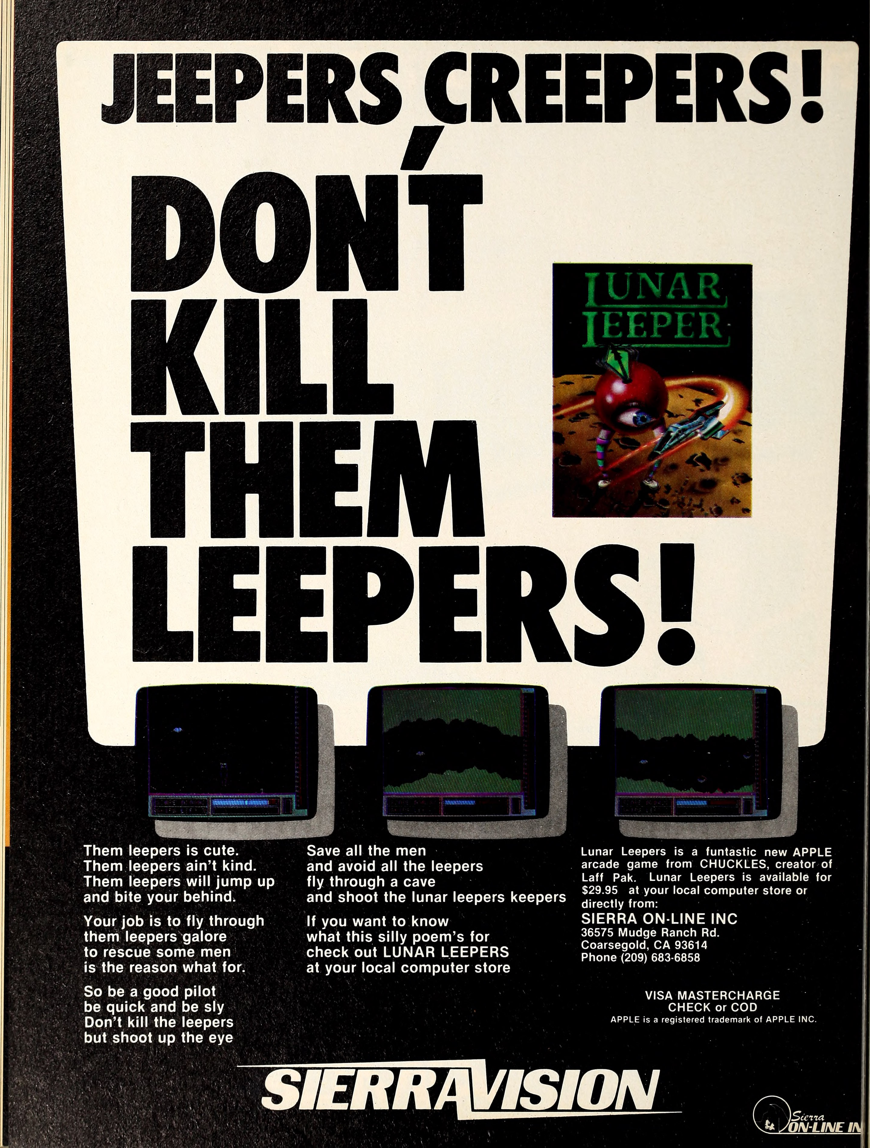 JEEPERS CREEPERS!
DON'T
KILL
THEM
LEEPERS!
LUNAR
LEEPER
Them leepers is cute.
Them leepers ain't kind.
Them leepers will jump up
and bite your behind.
Your job is to fly through
them leepers galore
to rescue some men
is the reason what for.
So be a good pilot
be quick and be sly
Don't kill the leepers
but shoot up the eye
Save all the men
and avoid all the leepers
fly through a cave
and shoot the lunar leepers keepers
If you want to know
what this silly poem's for
check out LUNAR LEEPERS
at your local computer store
Lunar Leepers is a funtastic new APPLE
arcade game from CHUCKLES, creator of
Laff Pak. Lunar Leepers is available for
$29.95 at your local computer store or
directly from:
SIERRA ON-LINE INC
36575 Mudge Ranch Rd.
Coarsegold, CA 93614
Phone (209) 683-6858
VISA MASTERCHARGE
CHECK or COD
APPLE is a registered trademark of APPLE INC.
SIERRAVISION
Sierra
ON-LINE IN